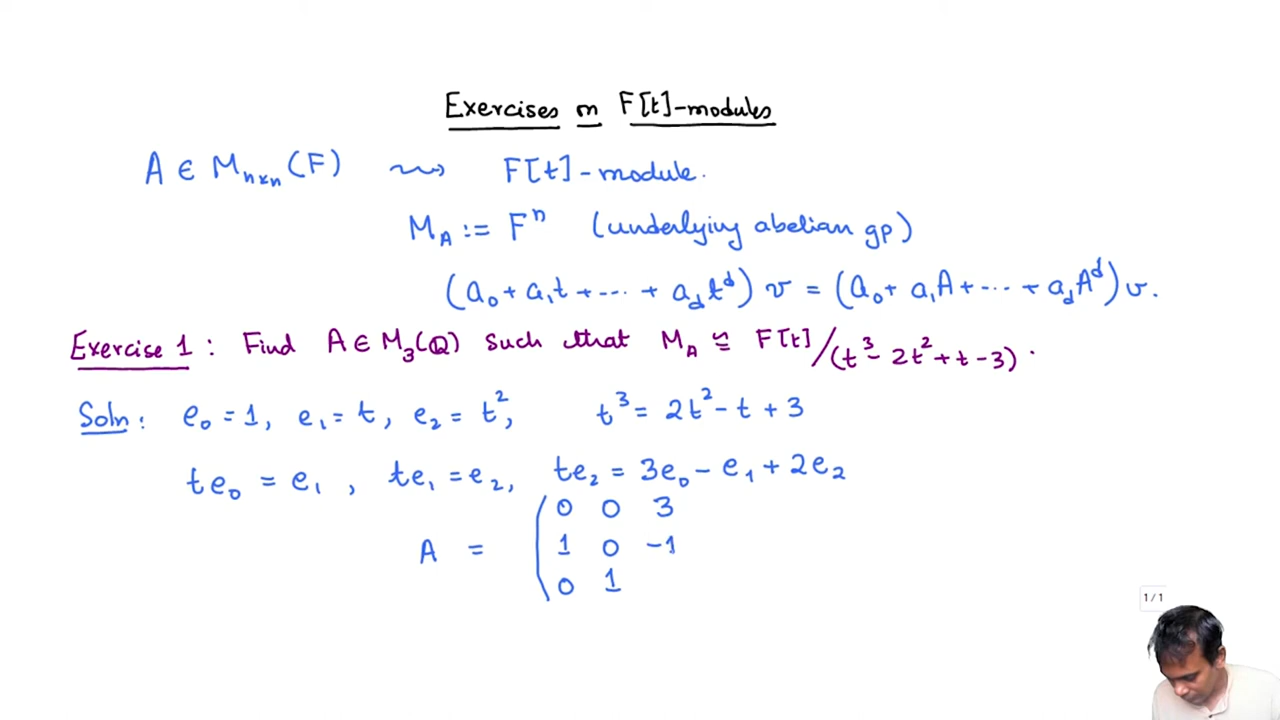 Exercises on F[t]-modules
A ∈ M_{n×n}(F) ⇝ F[t]-module.
M_A := F^n (underlying abelian gp)
(a_0 + a_1t + ⋯ + a_d t^d) v = (a_0 + a_1A + ⋯ + a_d A^d) v.
Exercise 1 : Find A ∈ M_3(ℚ) such that M_A ≅ F[t]/(t^3 - 2t^2 + t - 3).
Soln: e_0 = 1, e_1 = t, e_2 = t^2, t^3 = 2t^2 - t + 3
te_0 = e_1, te_1 = e_2, te_2 = 3e_0 - e_1 + 2e_2
0 0 3
A = ( 1 0 -1
0 1
1/1